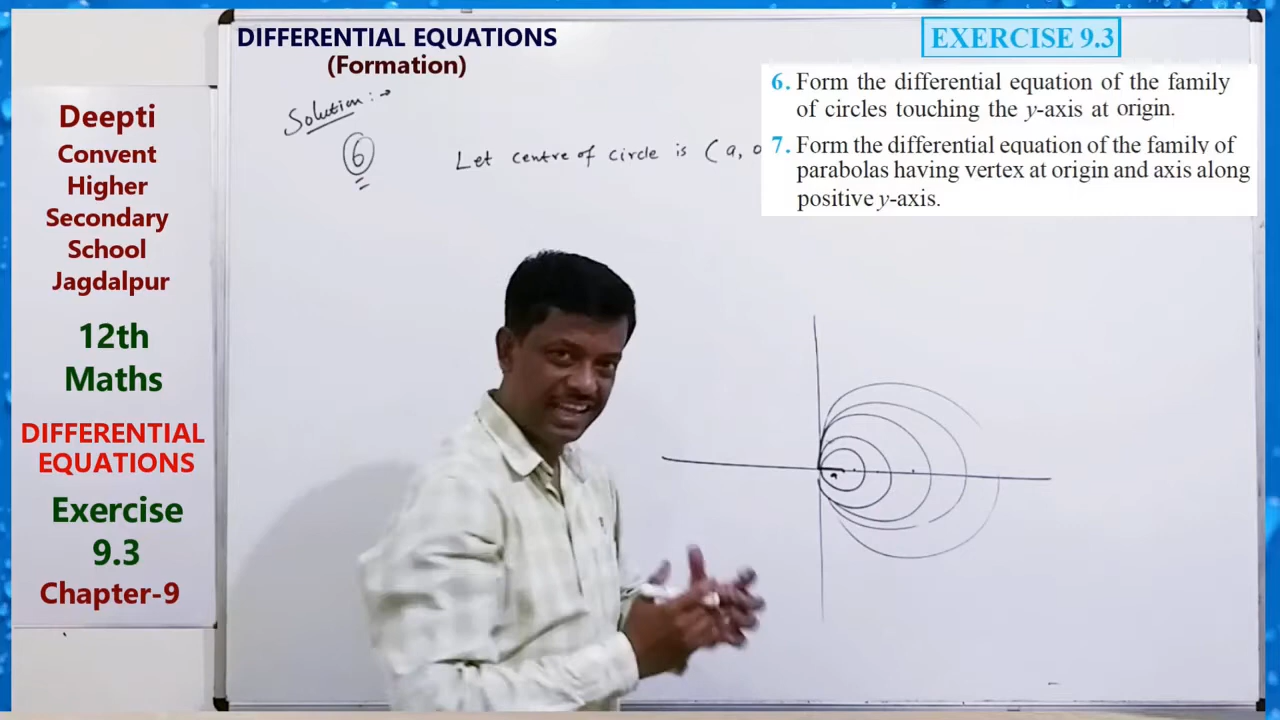 DIFFERENTIAL EQUATIONS
(Formation)
EXERCISE 9.3
6. Form the differential equation of the family
of circles touching the y-axis at origin.
7. Form the differential equation of the family of
parabolas having vertex at origin and axis along
positive y-axis.
Solution :→
6
Let centre of circle is (a, 0
Deepti
Convent
Higher
Secondary
School
Jagdalpur
12th
Maths
DIFFERENTIAL
EQUATIONS
Exercise
9.3
Chapter-9